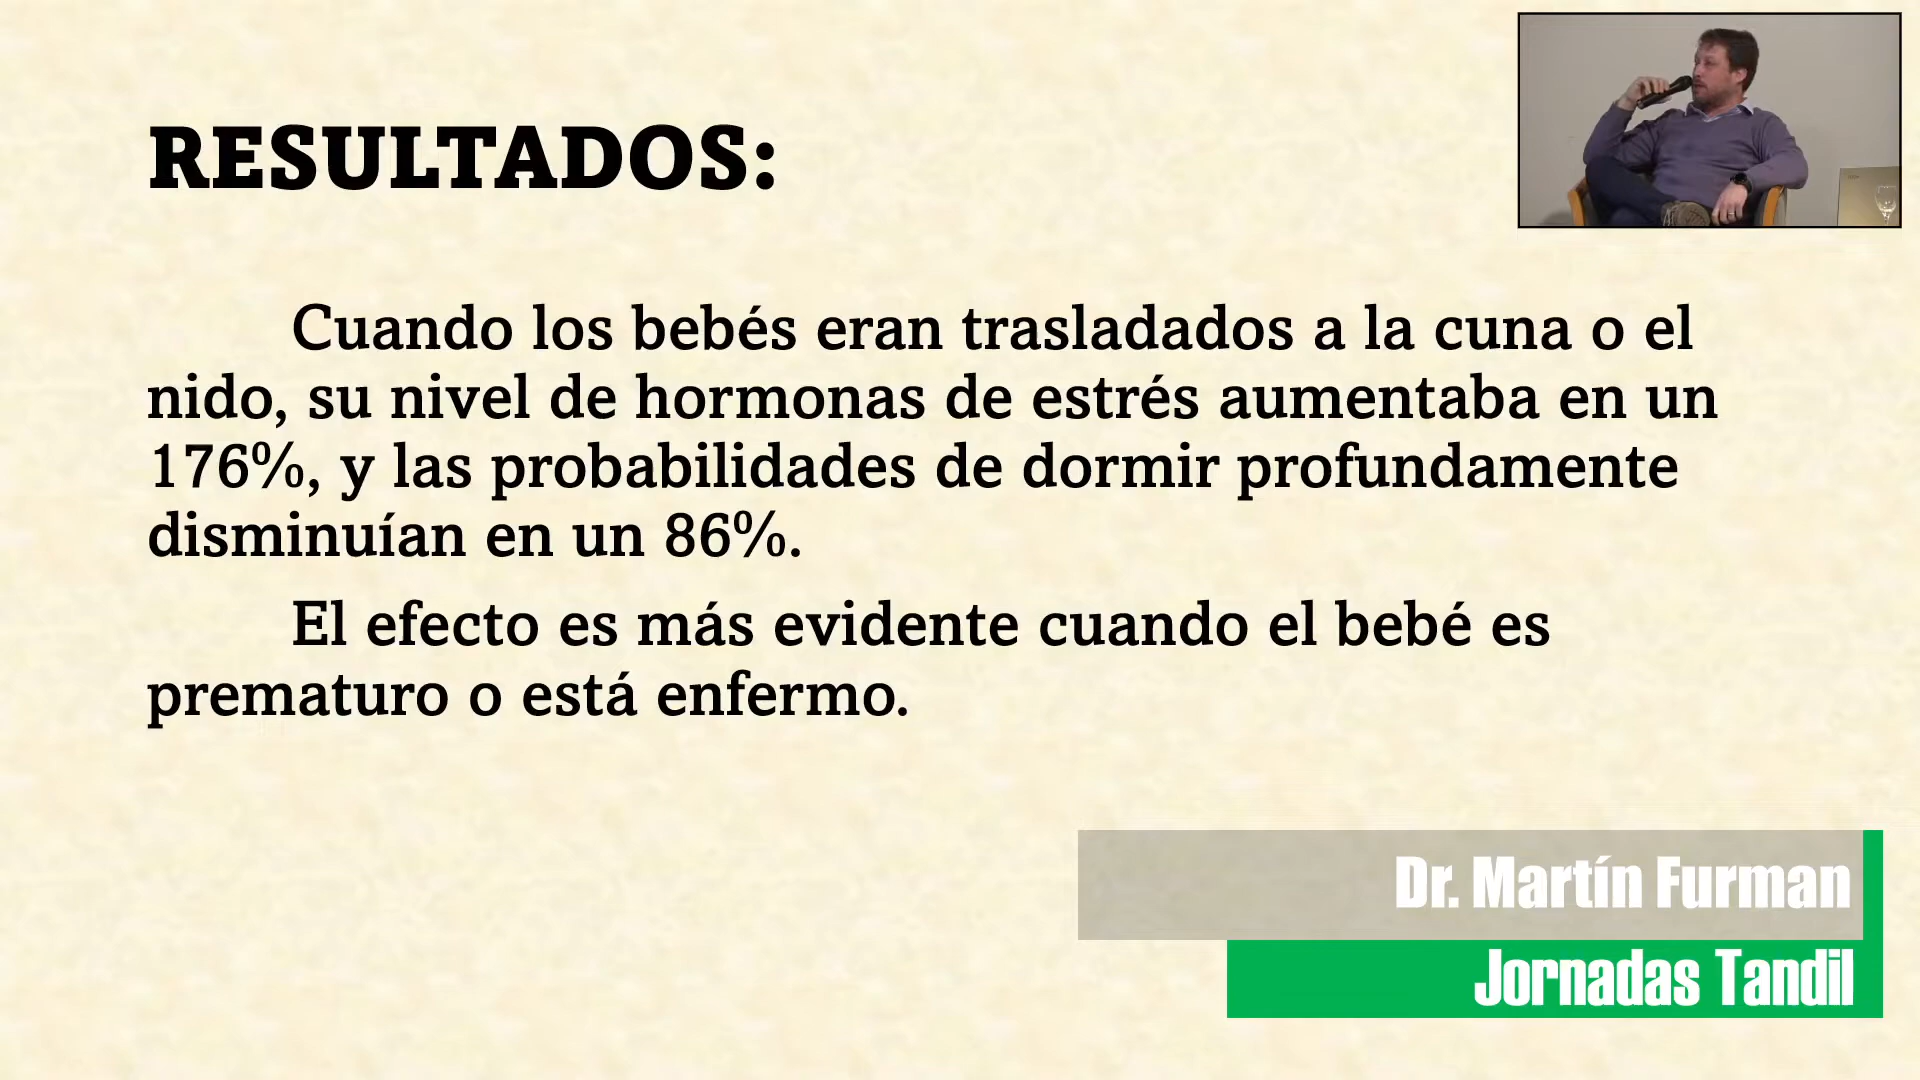 RESULTADOS:
Cuando los bebés eran trasladados a la cuna o el
nido, su nivel de hormonas de estrés aumentaba en un
176%, y las probabilidades de dormir profundamente
disminuían en un 86%.
El efecto es más evidente cuando el bebé es
prematuro o está enfermo.
Dr. Martín Furman
Jornadas Tandil